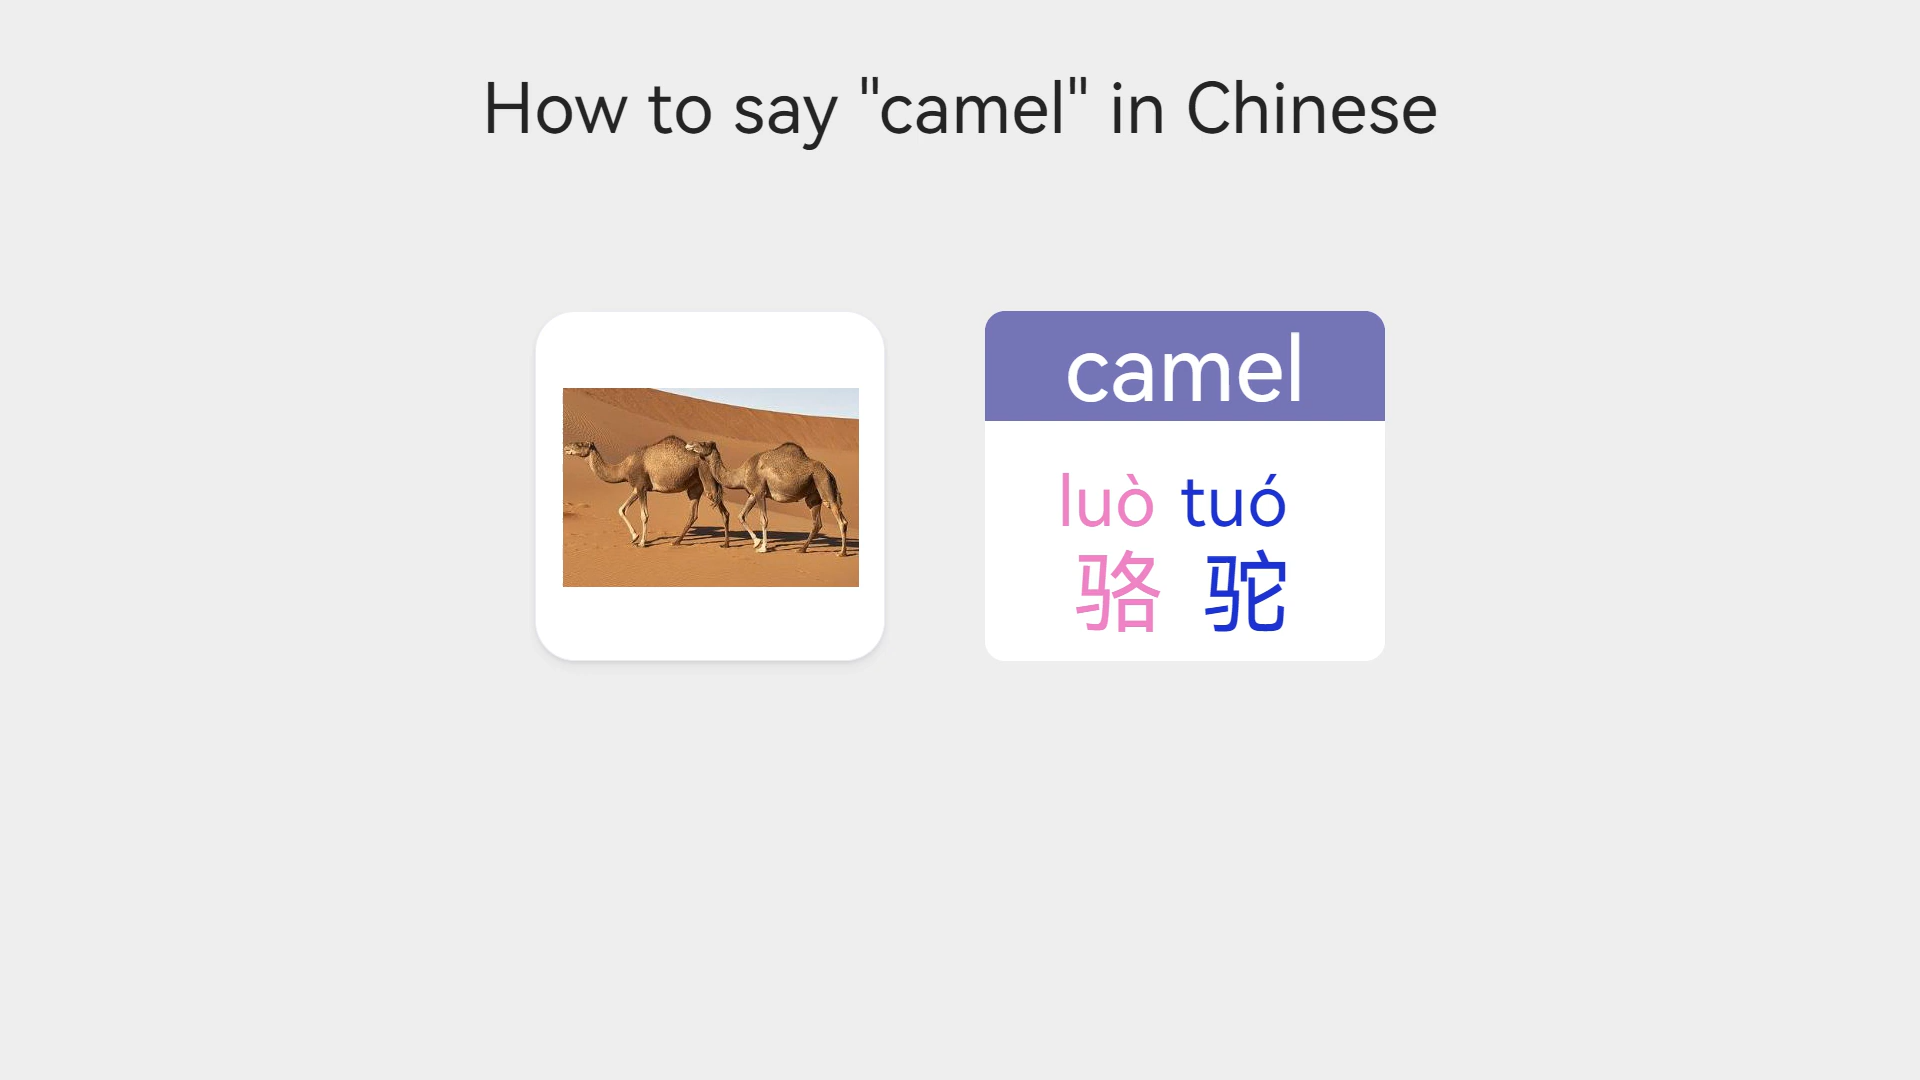 How to say "camel" in Chinese
camel
luò tuó
骆 驼